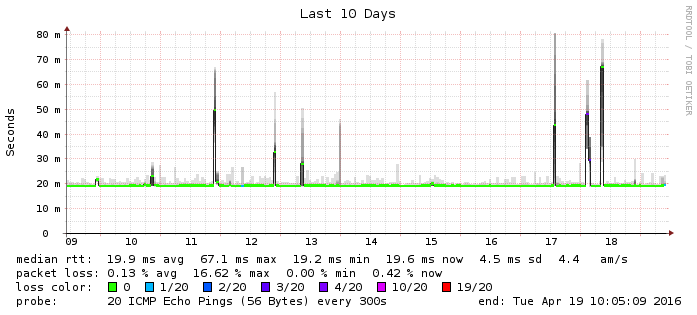 Last 10 Days
RRDTOOL / TOBI OETIKER
Seconds
80 m
70 m
60 m
50 m
40 m
30 m
20 m
10 m
0
09 10 11 12 13 14 15 16 17 18
median rtt: 19.9 ms avg 67.1 ms max 19.2 ms min 19.6 ms now 4.5 ms sd 4.4 am/s
packet loss: 0.13 % avg 16.62 % max 0.00 % min 0.42 % now
loss color: 0 1/20 2/20 3/20 4/20 10/20 19/20
probe: 20 ICMP Echo Pings (56 Bytes) every 300s end: Tue Apr 19 10:05:09 2016